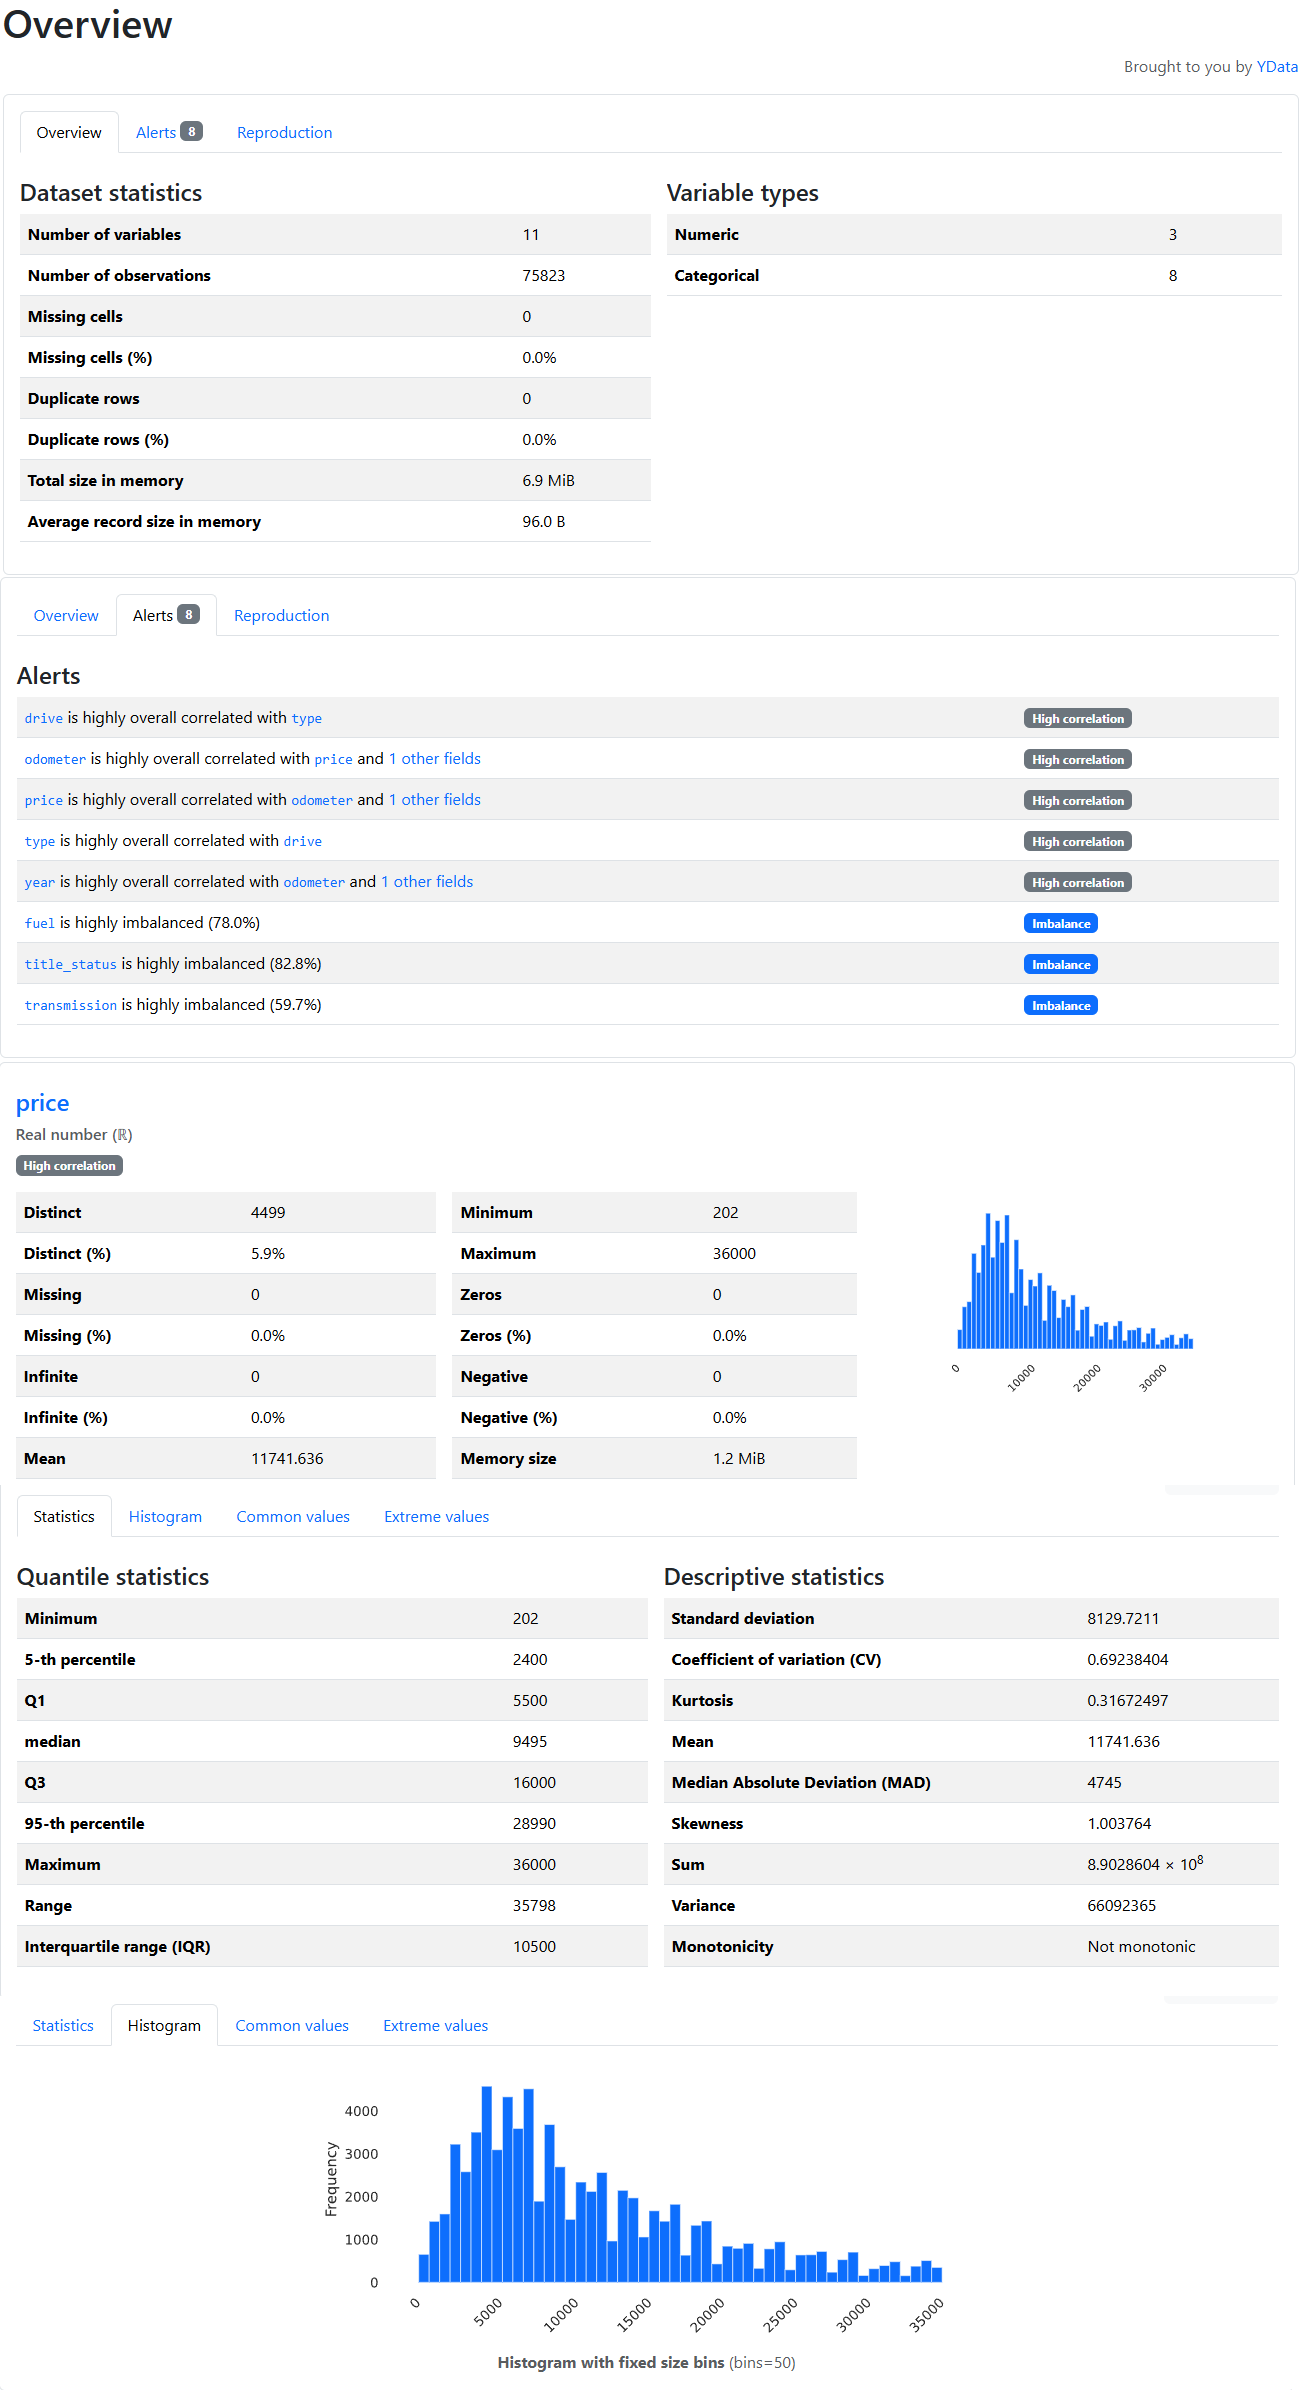 Overview
Brought to you by YData
Overview Alerts 8 Reproduction
Dataset statistics
Number of variables 11
Number of observations 75823
Missing cells 0
Missing cells (%) 0.0%
Duplicate rows 0
Duplicate rows (%) 0.0%
Total size in memory 6.9 MiB
Average record size in memory 96.0 B
Variable types
Numeric 3
Categorical 8
Overview Alerts 8 Reproduction
Alerts
drive is highly overall correlated with type High correlation
odometer is highly overall correlated with price and 1 other fields High correlation
price is highly overall correlated with odometer and 1 other fields High correlation
type is highly overall correlated with drive High correlation
year is highly overall correlated with odometer and 1 other fields High correlation
fuel is highly imbalanced (78.0%) Imbalance
title_status is highly imbalanced (82.8%) Imbalance
transmission is highly imbalanced (59.7%) Imbalance
price
Real number (ℝ)
High correlation
Distinct 4499
Distinct (%) 5.9%
Missing 0
Missing (%) 0.0%
Infinite 0
Infinite (%) 0.0%
Mean 11741.636
Minimum 202
Maximum 36000
Zeros 0
Zeros (%) 0.0%
Negative 0
Negative (%) 0.0%
Memory size 1.2 MiB
0 10000 20000 30000
Statistics Histogram Common values Extreme values
Quantile statistics
Minimum 202
5-th percentile 2400
Q1 5500
median 9495
Q3 16000
95-th percentile 28990
Maximum 36000
Range 35798
Interquartile range (IQR) 10500
Descriptive statistics
Standard deviation 8129.7211
Coefficient of variation (CV) 0.69238404
Kurtosis 0.31672497
Mean 11741.636
Median Absolute Deviation (MAD) 4745
Skewness 1.003764
Sum 8.9028604 × 10⁸
Variance 66092365
Monotonicity Not monotonic
Statistics Histogram Common values Extreme values
Frequency
4000
3000
2000
1000
0
0 5000 10000 15000 20000 25000 30000 35000
Histogram with fixed size bins (bins=50)